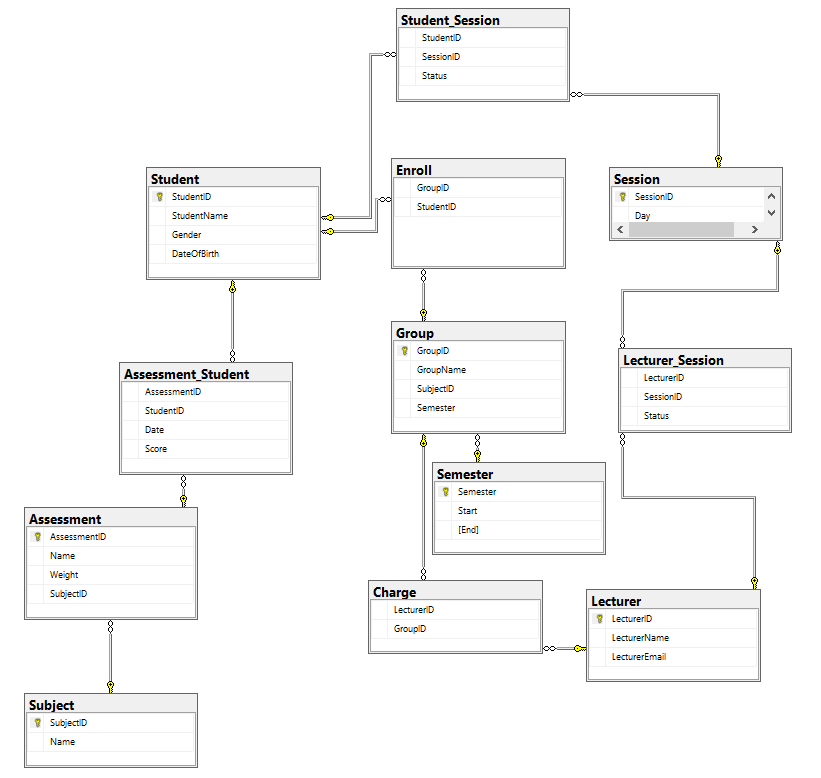 Student_Session
StudentID
SessionID
Status
Student
StudentID
StudentName
Gender
DateOfBirth
Enroll
GroupID
StudentID
Session
SessionID
Day
Group
GroupID
GroupName
SubjectID
Semester
Lecturer_Session
LecturerID
SessionID
Status
Assessment_Student
AssessmentID
StudentID
Date
Score
Semester
Semester
Start
[End]
Assessment
AssessmentID
Name
Weight
SubjectID
Charge
LecturerID
GroupID
Lecturer
LecturerID
LecturerName
LecturerEmail
Subject
SubjectID
Name